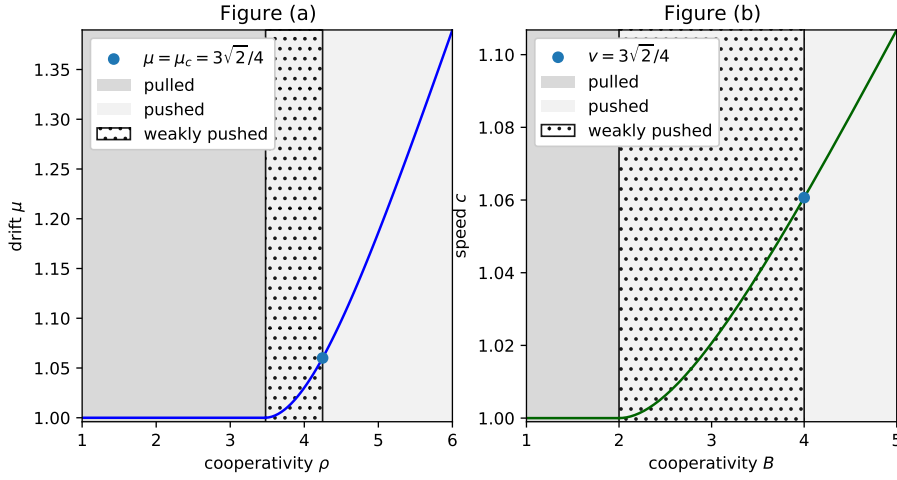 Figure (a)
μ = μc = 3√2/4
pulled
pushed
weakly pushed
drift μ
1.35
1.30
1.25
1.20
1.15
1.10
1.05
1.00
1 2 3 4 5 6
cooperativity ρ
Figure (b)
v = 3√2/4
pulled
pushed
weakly pushed
speed c
1.10
1.08
1.06
1.04
1.02
1.00
1 2 3 4 5
cooperativity B